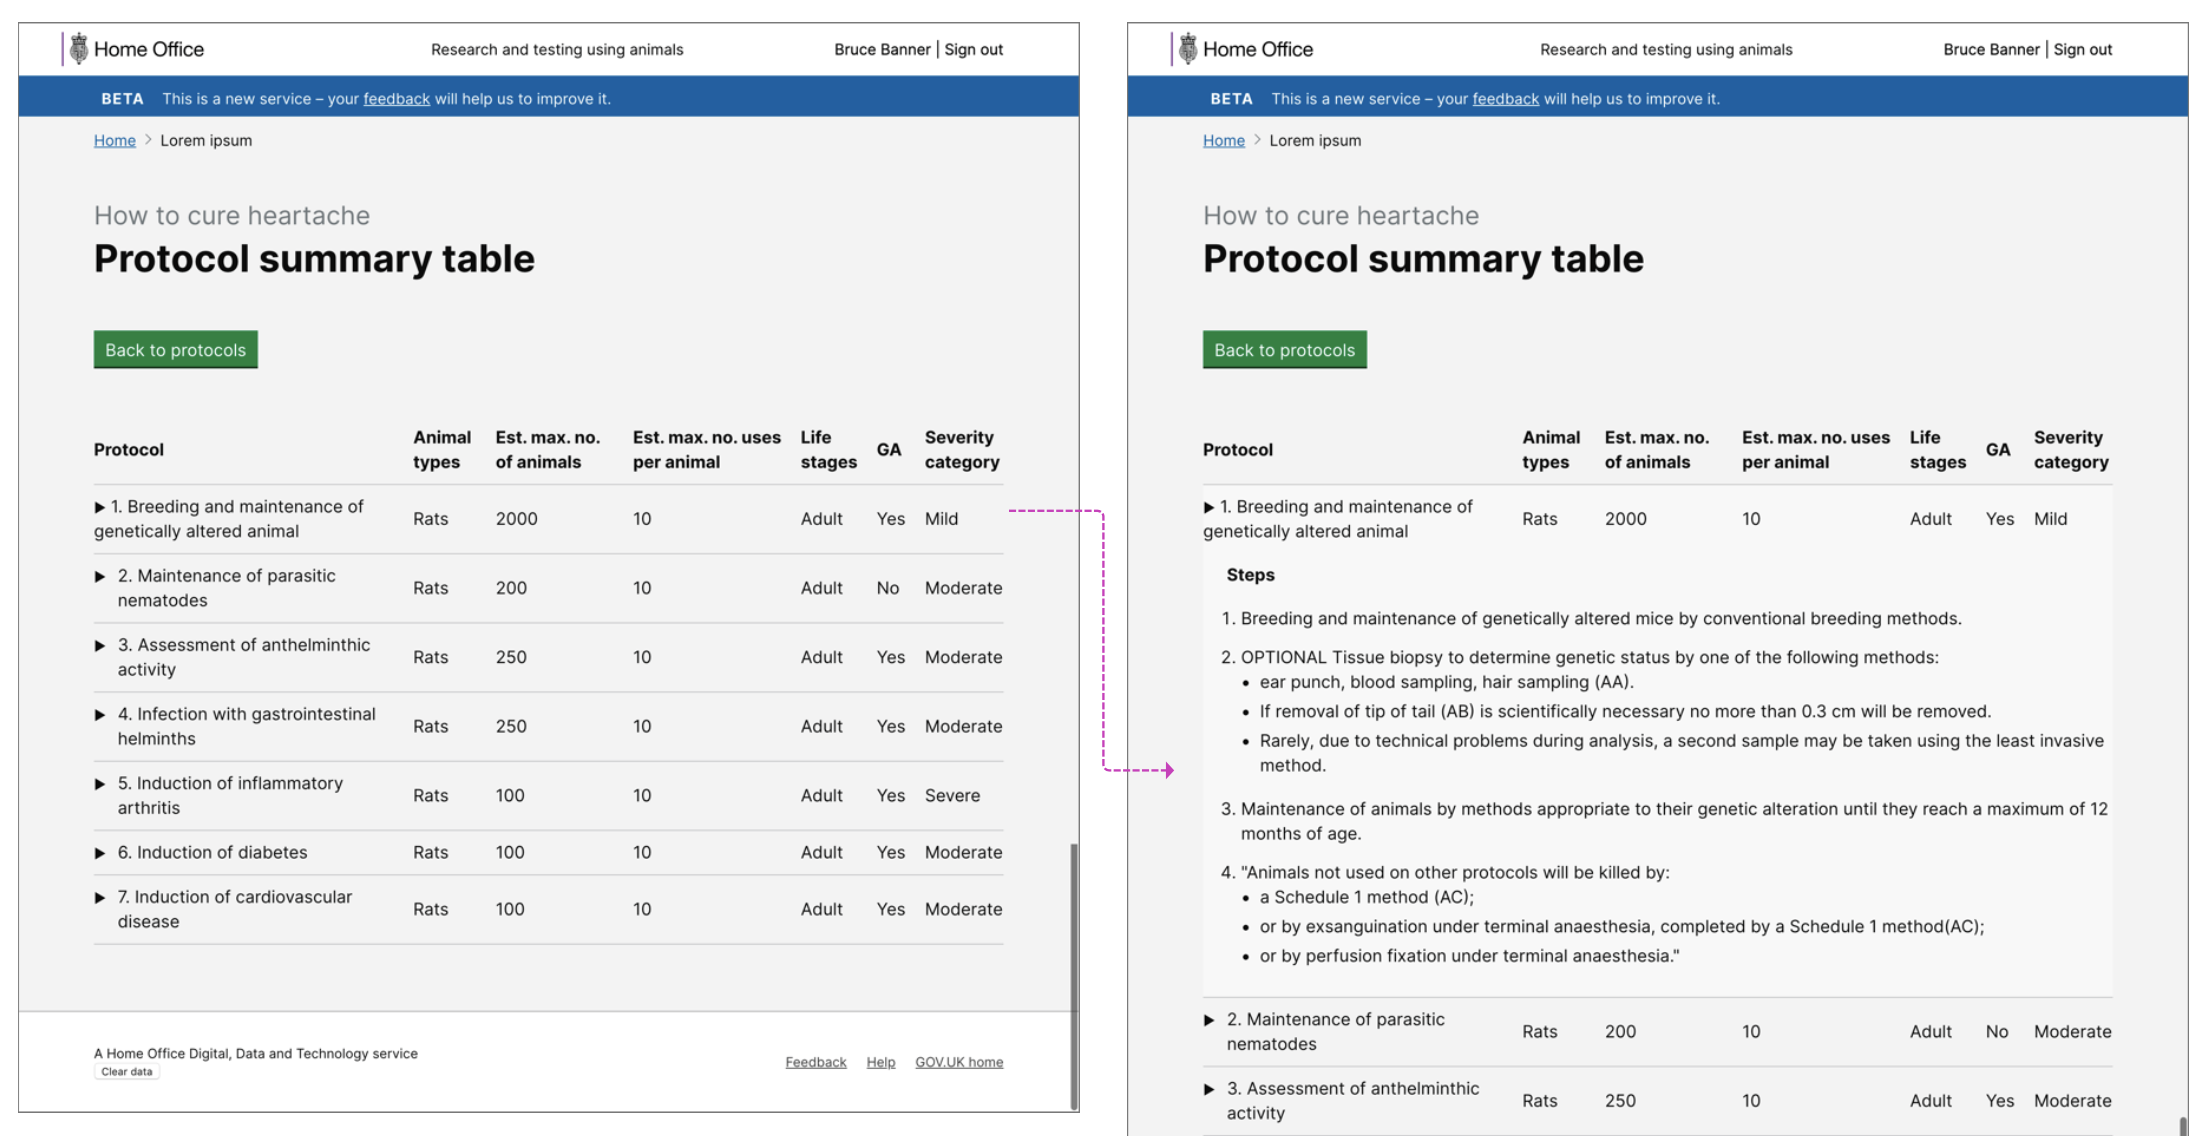 Home Office
Research and testing using animals
Bruce Banner | Sign out
BETA This is a new service – your feedback will help us to improve it.
Home > Lorem ipsum
How to cure heartache
Protocol summary table
Back to protocols
Protocol Animal types Est. max. no. of animals Est. max. no. uses per animal Life stages GA Severity category
▶ 1. Breeding and maintenance of genetically altered animal Rats 2000 10 Adult Yes Mild
▶ 2. Maintenance of parasitic nematodes Rats 200 10 Adult No Moderate
▶ 3. Assessment of anthelminthic activity Rats 250 10 Adult Yes Moderate
▶ 4. Infection with gastrointestinal helminths Rats 250 10 Adult Yes Moderate
▶ 5. Induction of inflammatory arthritis Rats 100 10 Adult Yes Severe
▶ 6. Induction of diabetes Rats 100 10 Adult Yes Moderate
▶ 7. Induction of cardiovascular disease Rats 100 10 Adult Yes Moderate
A Home Office Digital, Data and Technology service
Clear data
Feedback Help GOV.UK home
Home Office
Research and testing using animals
Bruce Banner | Sign out
BETA This is a new service – your feedback will help us to improve it.
Home > Lorem ipsum
How to cure heartache
Protocol summary table
Back to protocols
Protocol Animal types Est. max. no. of animals Est. max. no. uses per animal Life stages GA Severity category
▶ 1. Breeding and maintenance of genetically altered animal Rats 2000 10 Adult Yes Mild
Steps
1. Breeding and maintenance of genetically altered mice by conventional breeding methods.
2. OPTIONAL Tissue biopsy to determine genetic status by one of the following methods:
• ear punch, blood sampling, hair sampling (AA).
• If removal of tip of tail (AB) is scientifically necessary no more than 0.3 cm will be removed.
• Rarely, due to technical problems during analysis, a second sample may be taken using the least invasive
method.
3. Maintenance of animals by methods appropriate to their genetic alteration until they reach a maximum of 12
months of age.
4. "Animals not used on other protocols will be killed by:
• a Schedule 1 method (AC);
• or by exsanguination under terminal anaesthesia, completed by a Schedule 1 method(AC);
• or by perfusion fixation under terminal anaesthesia."
▶ 2. Maintenance of parasitic nematodes Rats 200 10 Adult No Moderate
▶ 3. Assessment of anthelminthic activity Rats 250 10 Adult Yes Moderate